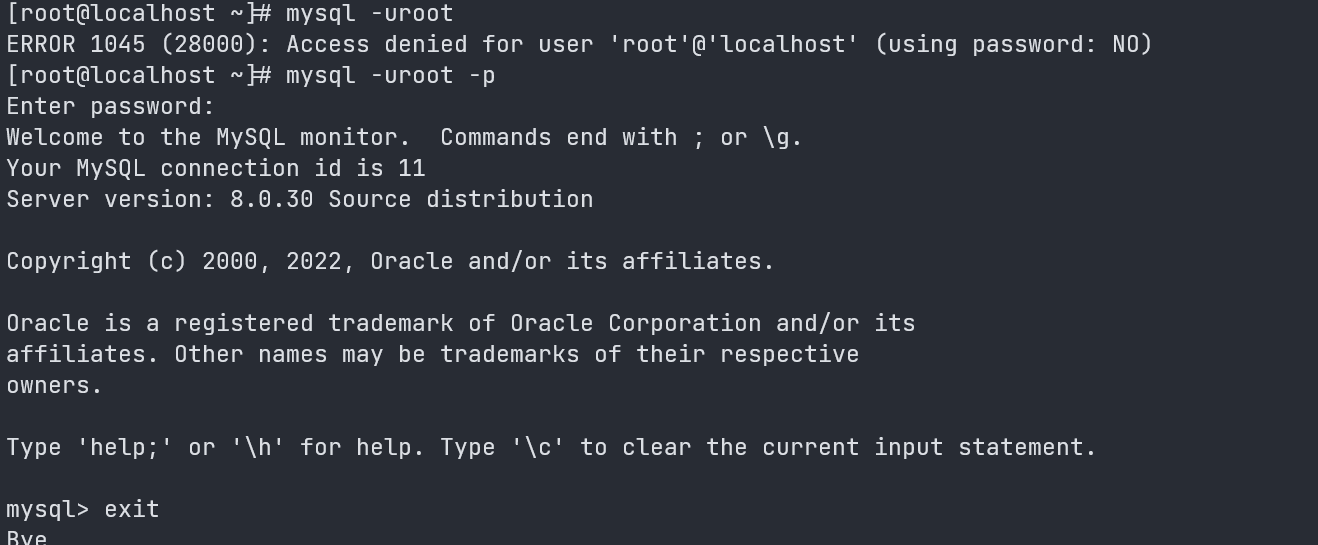 [root@localhost ~]# mysql -uroot
ERROR 1045 (28000): Access denied for user 'root'@'localhost' (using password: NO)
[root@localhost ~]# mysql -uroot -p
Enter password:
Welcome to the MySQL monitor.  Commands end with ; or \g.
Your MySQL connection id is 11
Server version: 8.0.30 Source distribution

Copyright (c) 2000, 2022, Oracle and/or its affiliates.

Oracle is a registered trademark of Oracle Corporation and/or its
affiliates. Other names may be trademarks of their respective
owners.

Type 'help;' or '\h' for help. Type '\c' to clear the current input statement.

mysql> exit
Bye